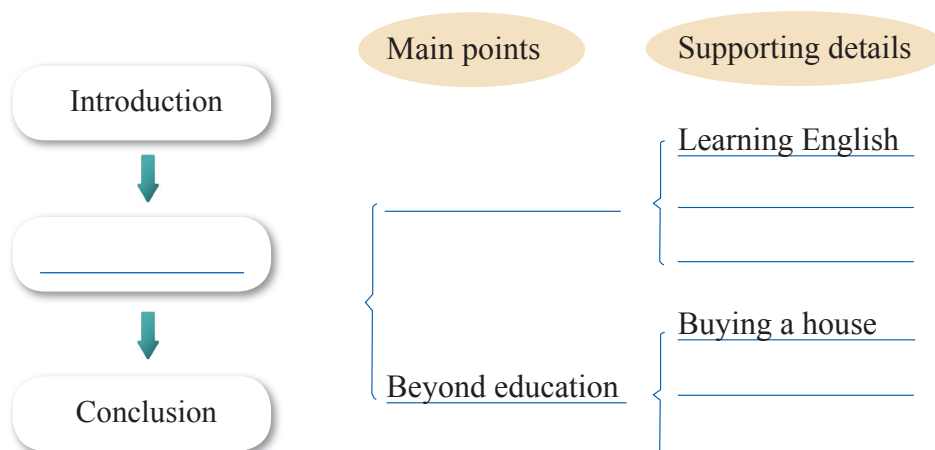 Main points
Supporting details
Introduction
Learning English
Buying a house
Beyond education
Conclusion